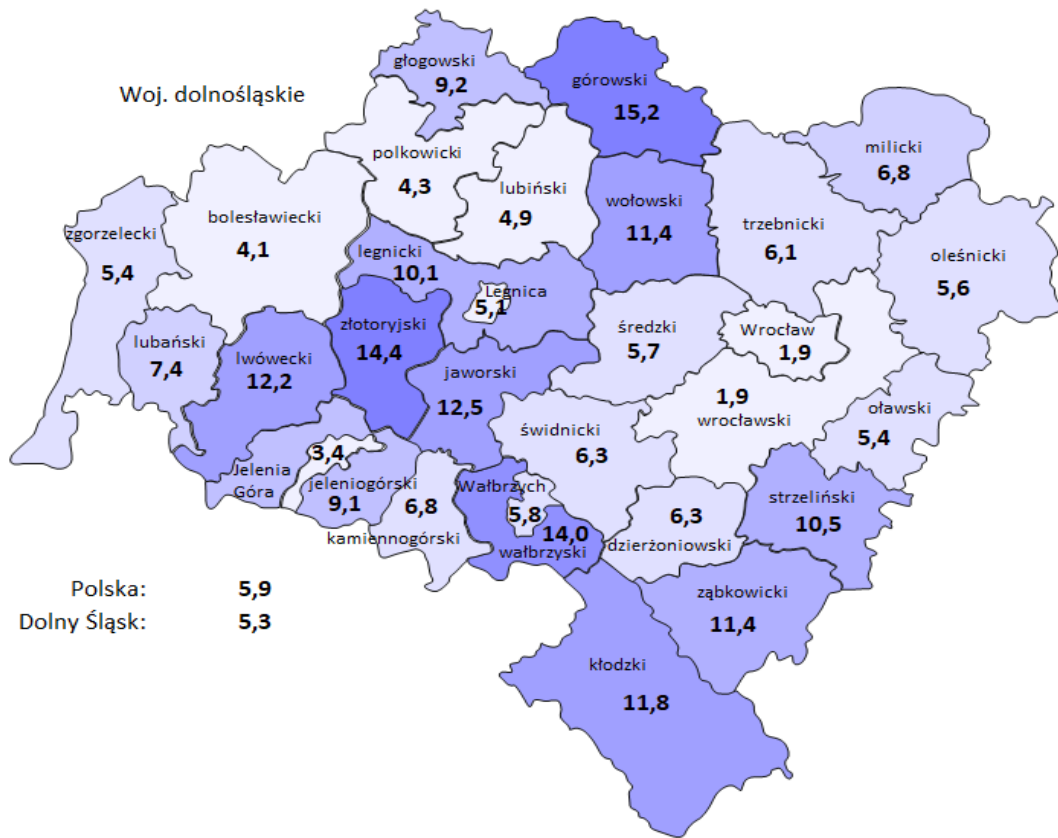 Woj. dolnośląskie
głogowski
9,2
górowski
15,2
milicki
6,8
polkowicki
4,3
lubiński
4,9
wołowski
11,4
trzebnicki
6,1
oleśnicki
5,6
zgorzelecki
5,4
bolesławiecki
4,1
legnicki
10,1
Legnica
5,1
lubański
7,4
lwówecki
12,2
złotoryjski
14,4
jaworski
12,5
średzki
5,7
Wrocław
1,9
1,9
wrocławski
oławski
5,4
świdnicki
6,3
Jelenia
Góra
3,4
jeleniogórski
9,1
6,8
kamiennogórski
Wałbrzych
5,8
14,0
wałbrzyski
6,3
dzierżoniowski
strzeliński
10,5
ząbkowicki
11,4
kłodzki
11,8
Polska: 5,9
Dolny Śląsk: 5,3